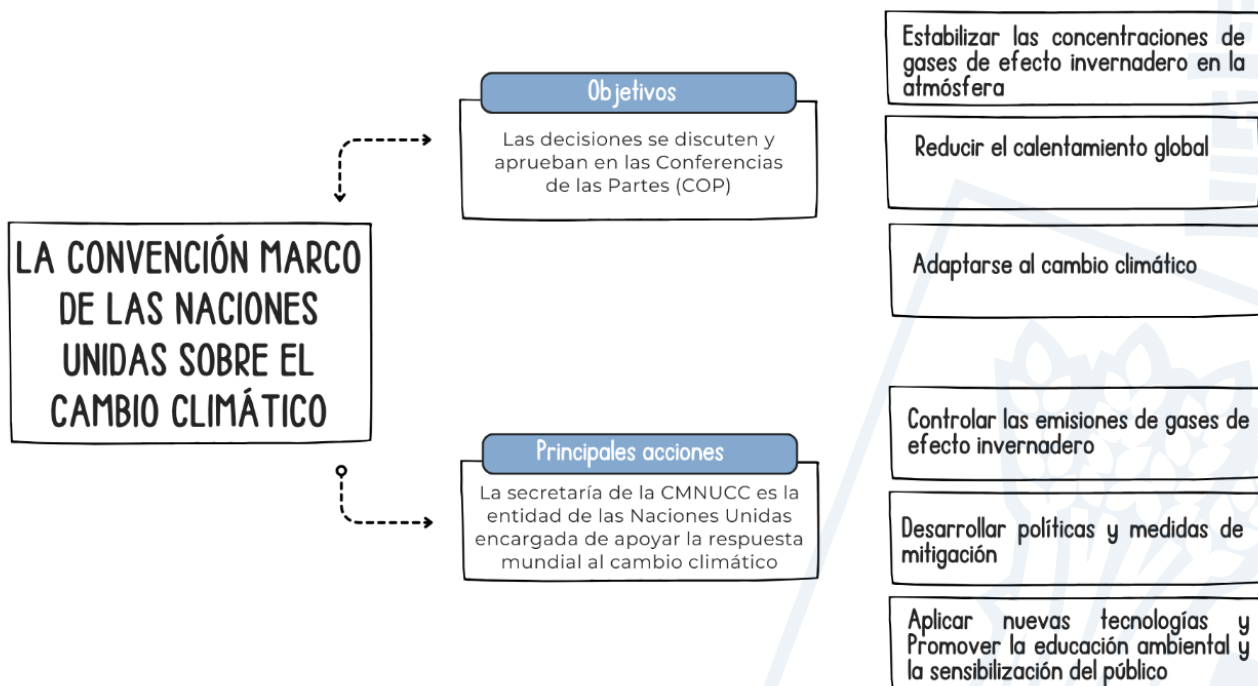 LA CONVENCIÓN MARCO
DE LAS NACIONES
UNIDAS SOBRE EL
CAMBIO CLIMÁTICO
Objetivos
Las decisiones se discuten y
aprueban en las Conferencias
de las Partes (COP)
Estabilizar las concentraciones de
gases de efecto invernadero en la
atmósfera
Reducir el calentamiento global
Adaptarse al cambio climático
Principales acciones
La secretaría de la CMNUCC es la
entidad de las Naciones Unidas
encargada de apoyar la respuesta
mundial al cambio climático
Controlar las emisiones de gases de
efecto invernadero
Desarrollar políticas y medidas de
mitigación
Aplicar nuevas tecnologías y
Promover la educación ambiental y
la sensibilización del público